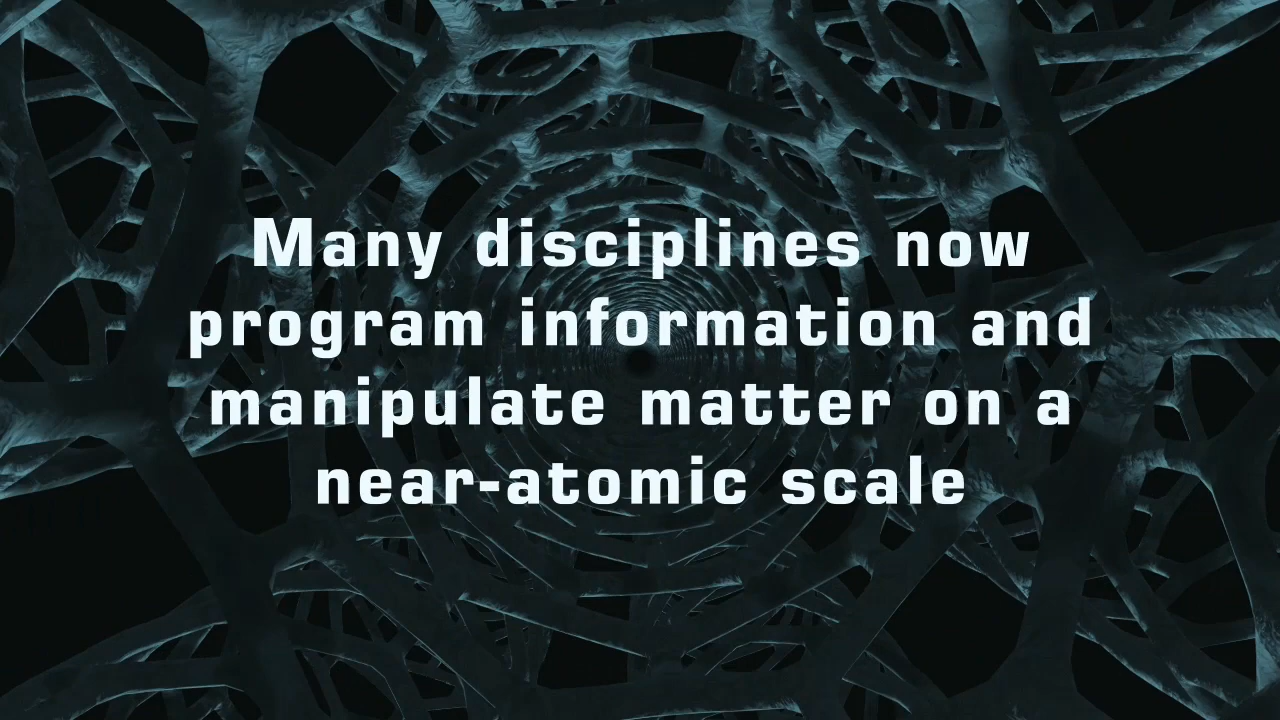 Many disciplines now
program information and
manipulate matter on a
near-atomic scale